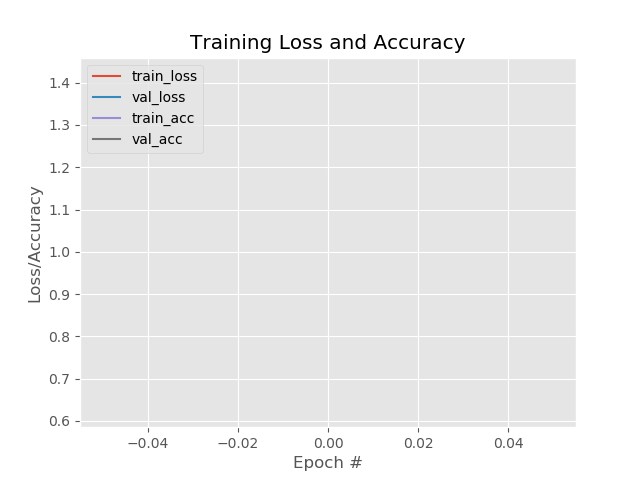 Training Loss and Accuracy
train_loss
val_loss
train_acc
val_acc
1.4
1.3
1.2
1.1
1.0
0.9
0.8
0.7
0.6
Loss/Accuracy
−0.04 −0.02 0.00 0.02 0.04
Epoch #